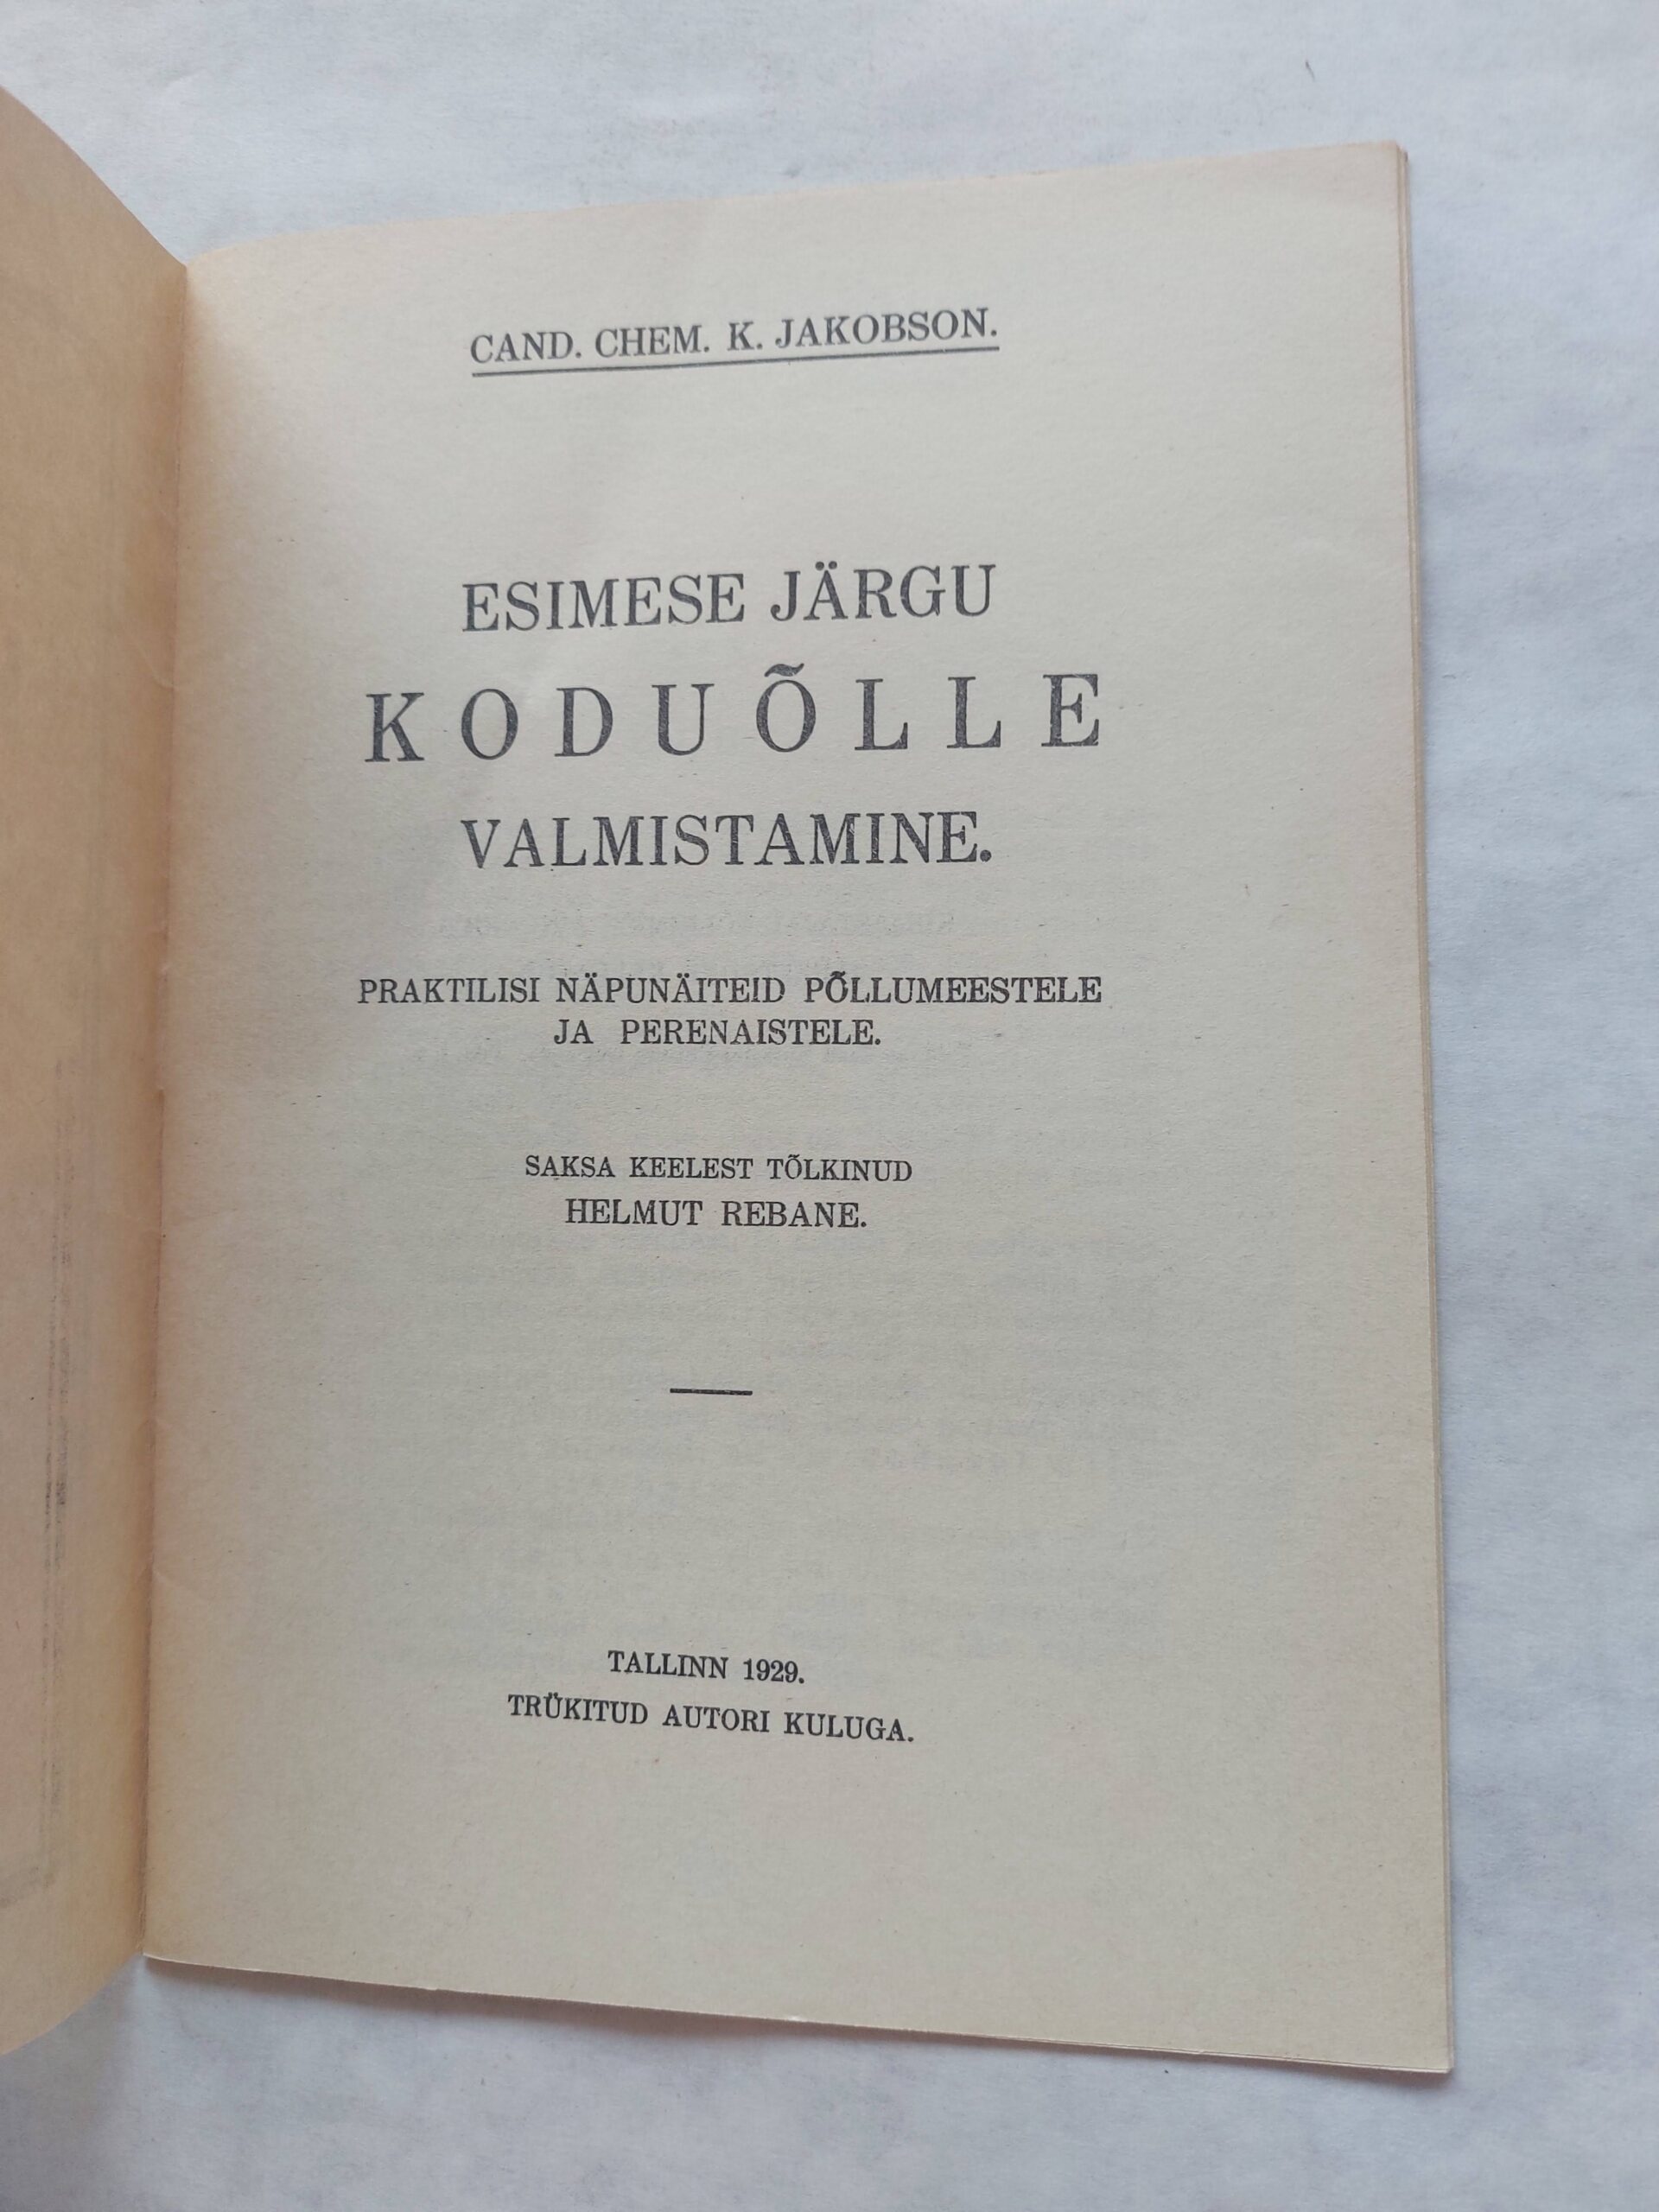 CAND. CHEM. K. JAKOBSON.
ESIMESE JÄRGU
KODUÕLLE
VALMISTAMINE.
PRAKTILISI NÄPUNÄITEID PÕLLUMEESTELE
JA PERENAISTELE.
SAKSA KEELEST TÕLKINUD
HELMUT REBANE.
TALLINN 1929.
TRÜKITUD AUTORI KULUGA.